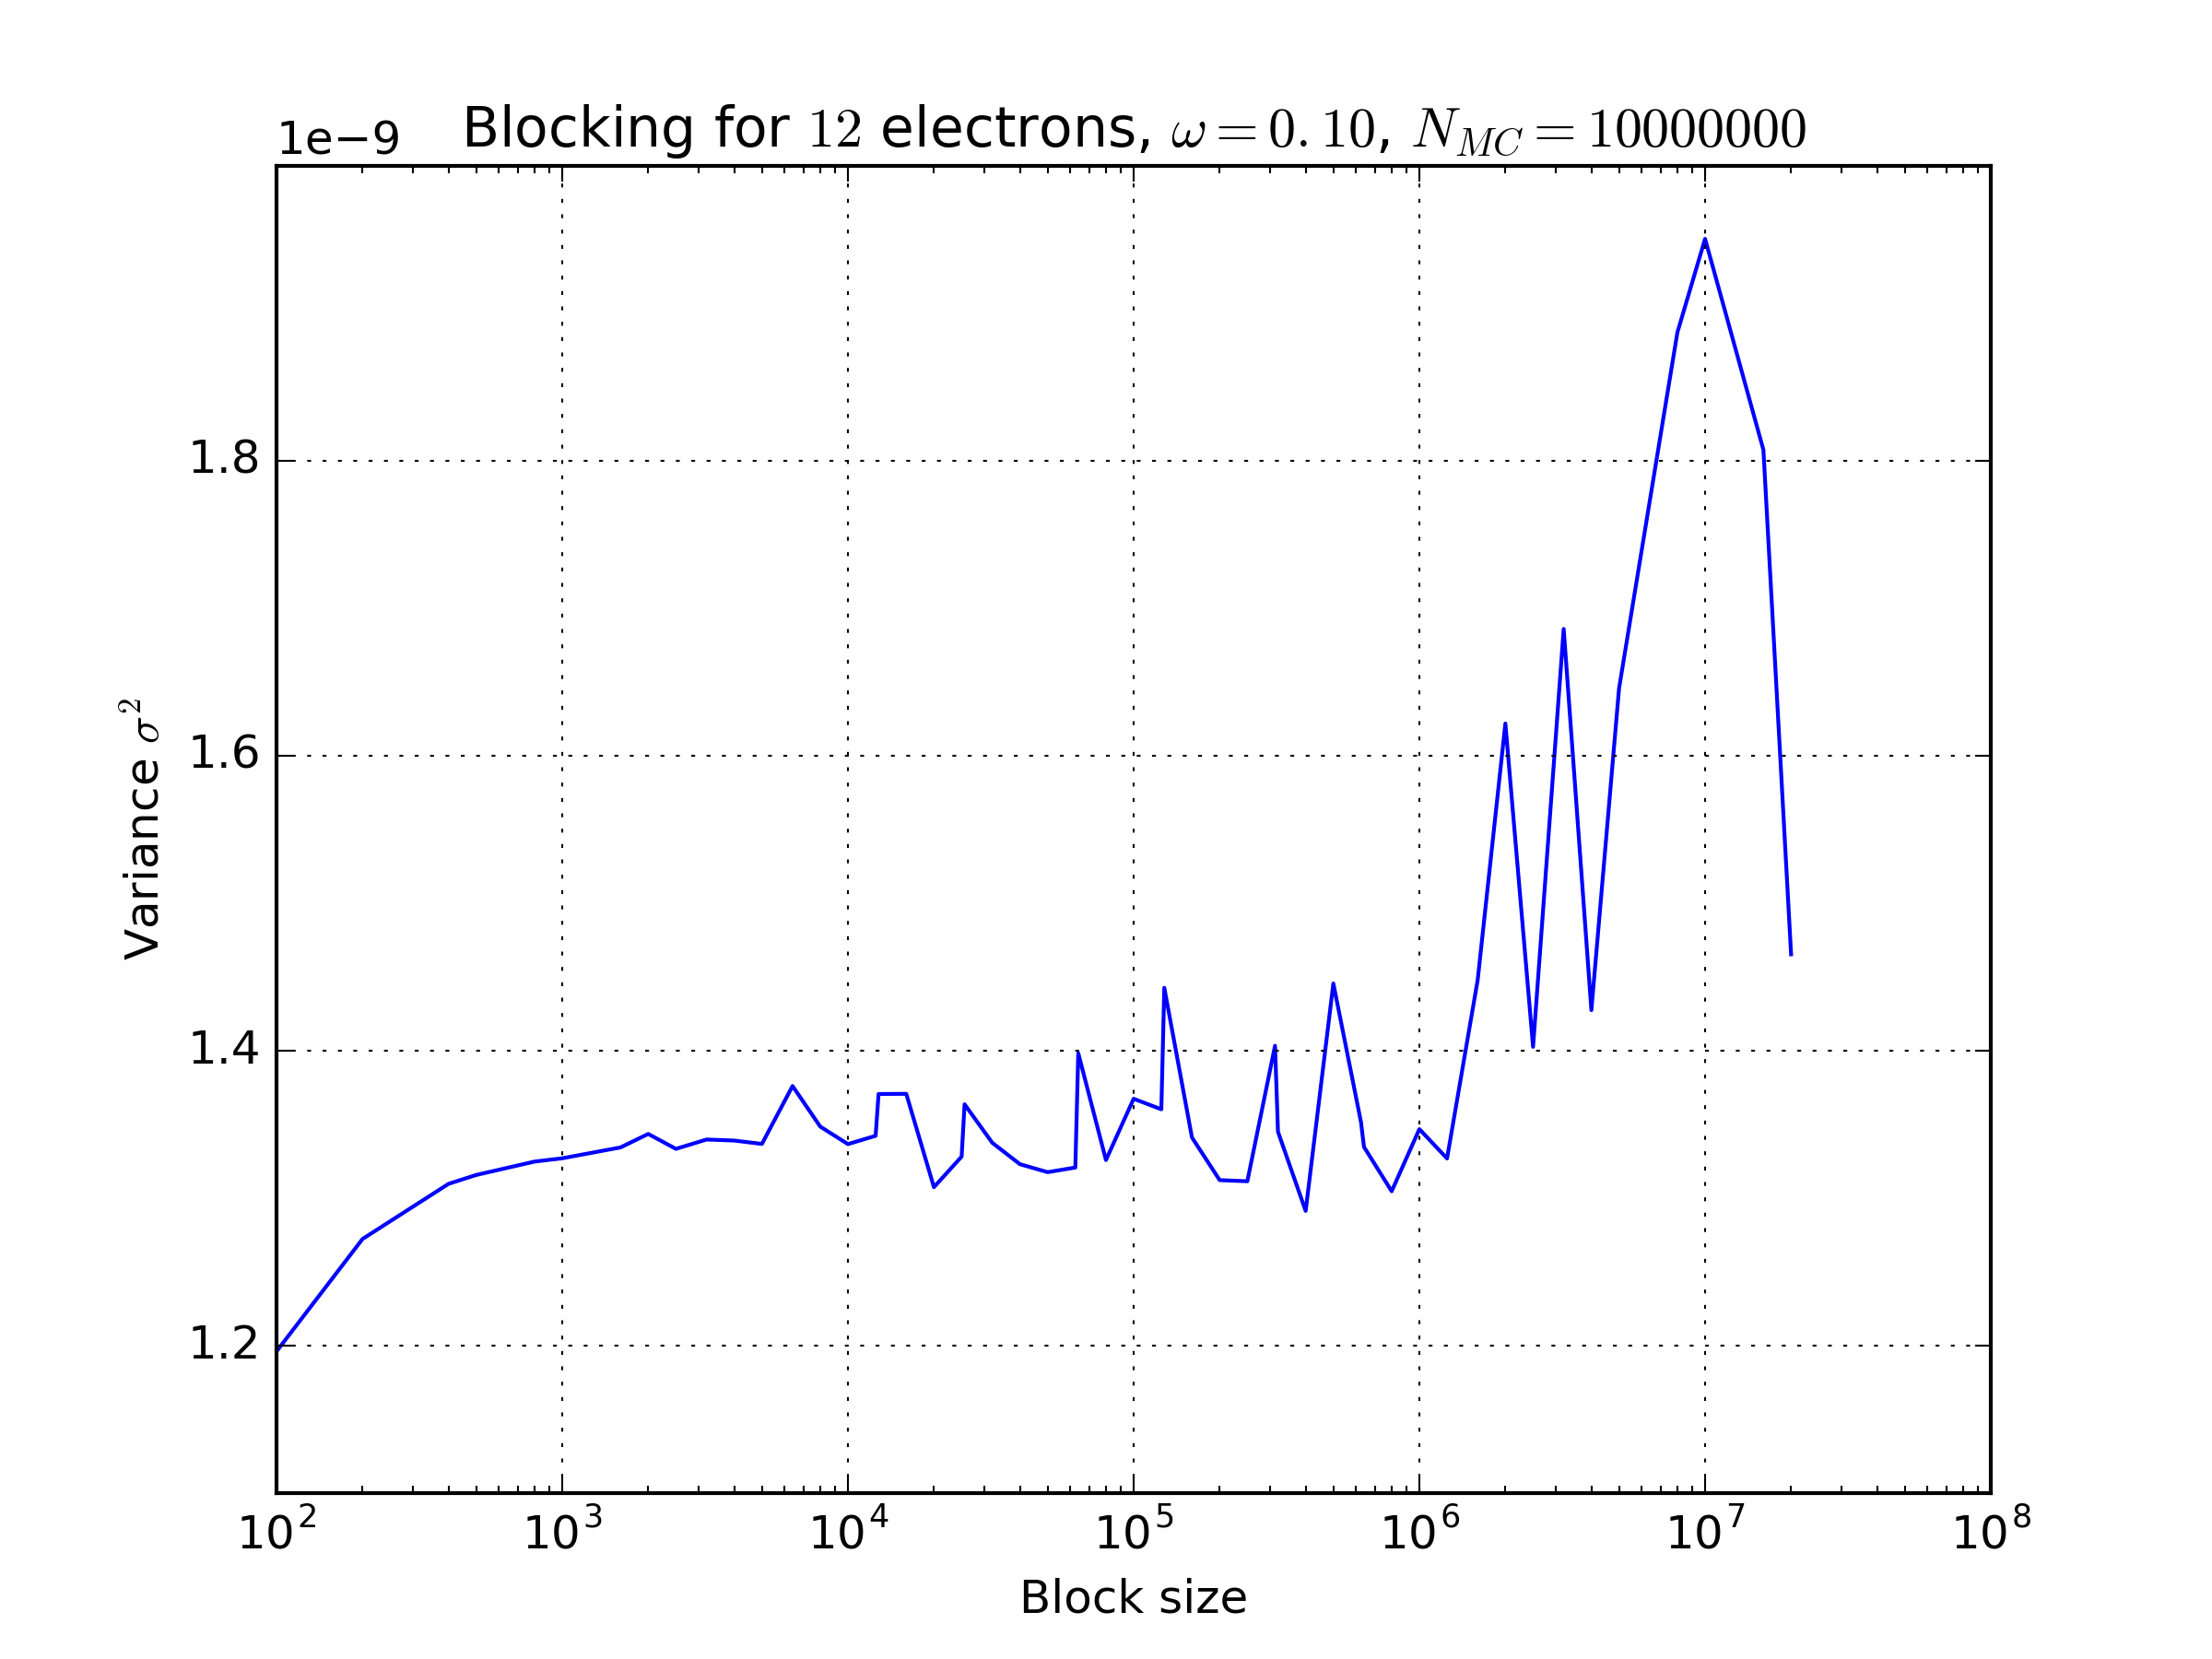 1e−9
Blocking for 12 electrons, ω = 0.10, N_MC = 10000000
Variance σ²
1.8
1.6
1.4
1.2
10² 10³ 10⁴ 10⁵ 10⁶ 10⁷ 10⁸
Block size